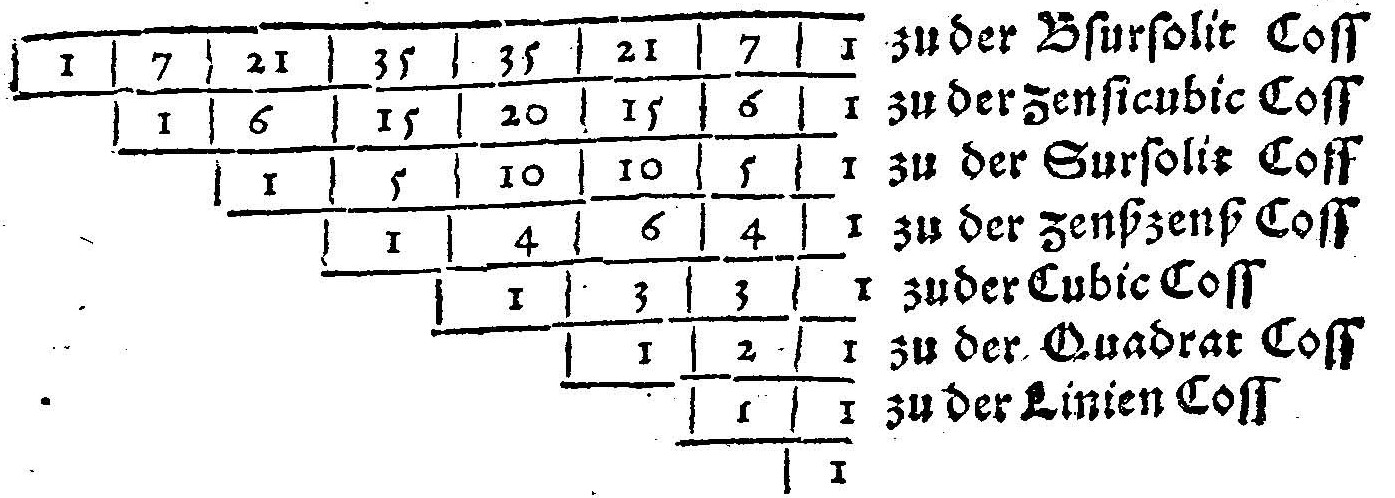 1 7 21 35 35 21 7 1 zu der Bſurſolit Coſſ
1 6 15 20 15 6 1 zu der zenſicubic Coſſ
1 5 10 10 5 1 zu der Surſolit Coſſ
1 4 6 4 1 zu der zenßzenß Coſſ
1 3 3 1 zu der Cubic Coſſ
1 2 1 zu der Quadrat Coſſ
1 1 zu der Linien Coſſ
1